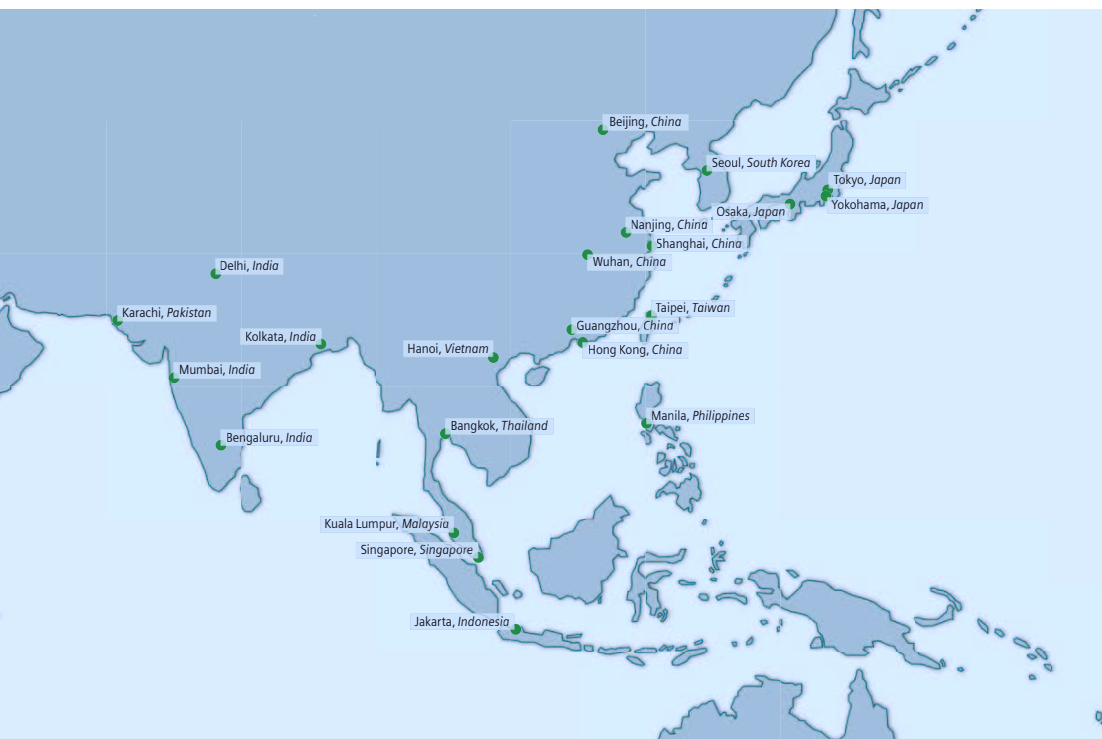 Beijing, China
Seoul, South Korea
Tokyo, Japan
Yokohama, Japan
Osaka, Japan
Nanjing, China
Shanghai, China
Wuhan, China
Delhi, India
Taipei, Taiwan
Karachi, Pakistan
Guangzhou, China
Kolkata, India
Hanoi, Vietnam
Hong Kong, China
Mumbai, India
Manila, Philippines
Bangkok, Thailand
Bengaluru, India
Kuala Lumpur, Malaysia
Singapore, Singapore
Jakarta, Indonesia